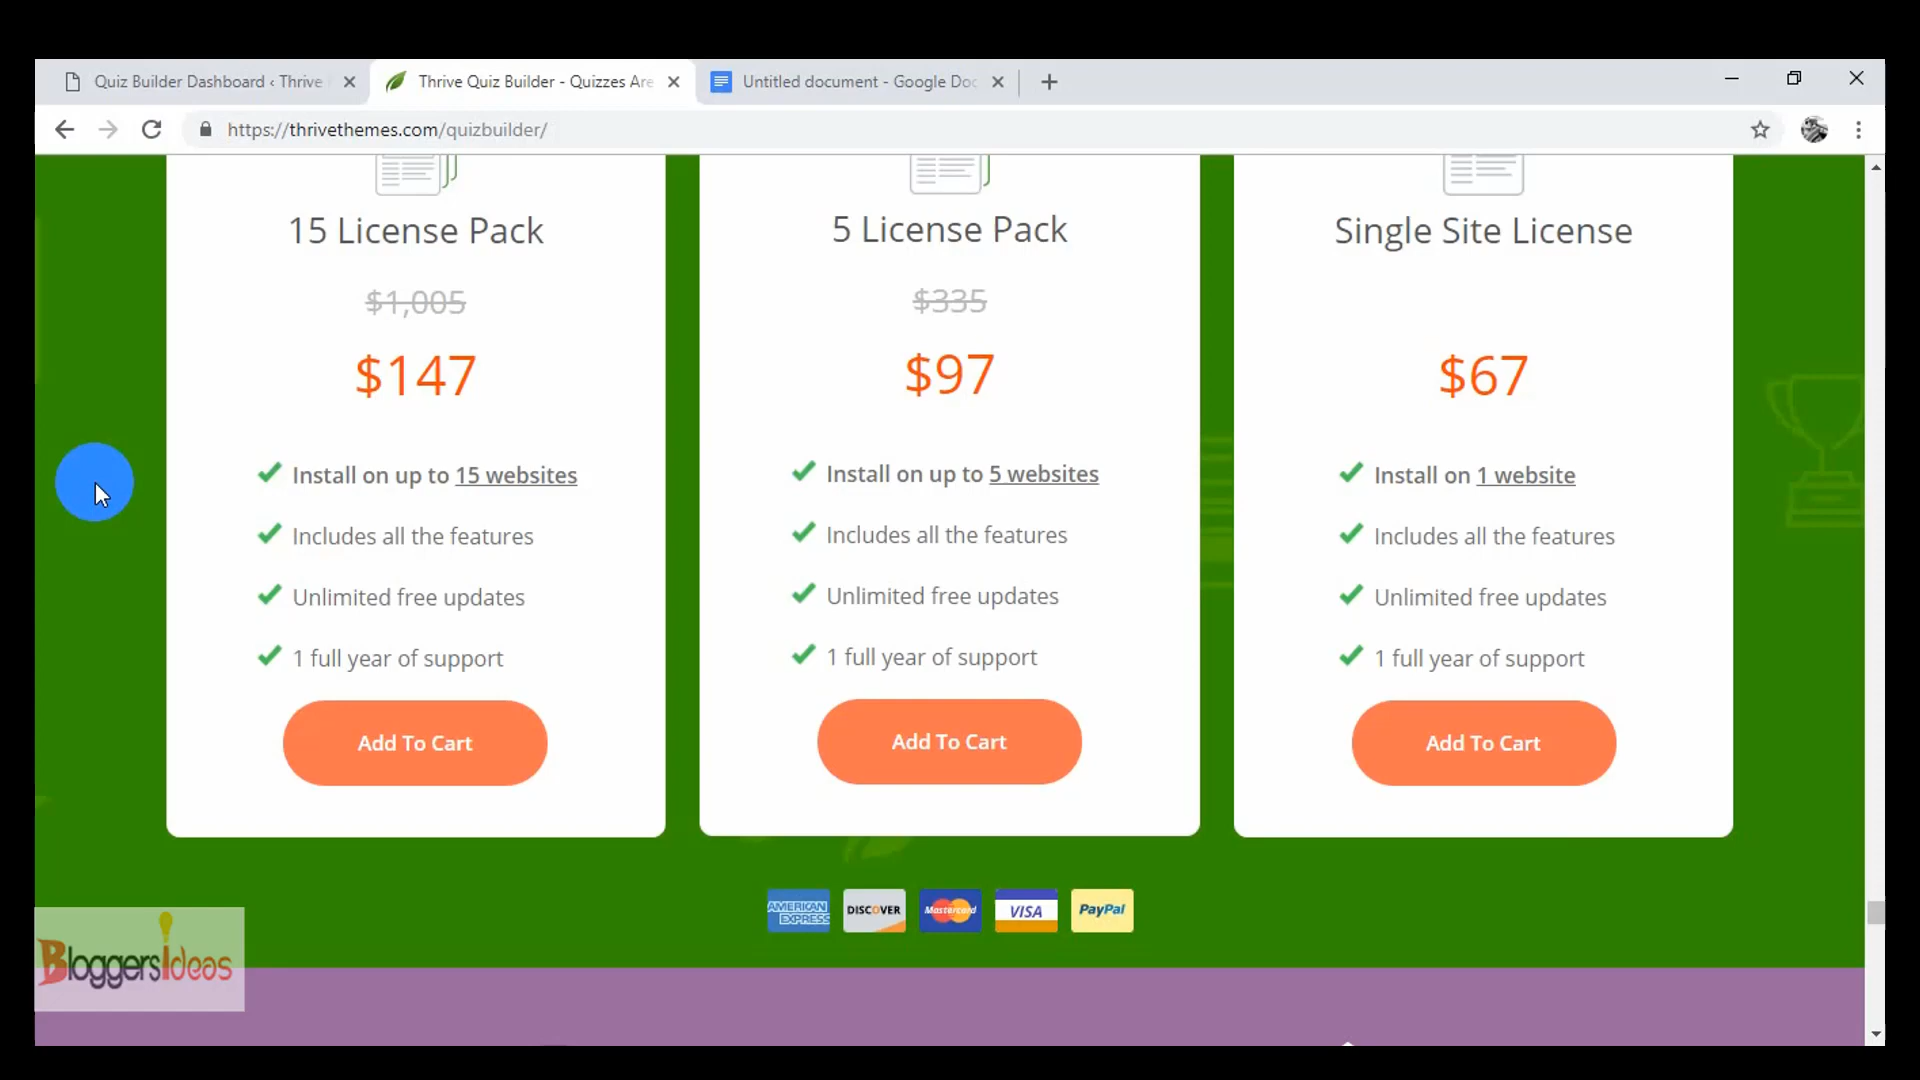 Quiz Builder Dashboard ‹ Thrive
Thrive Quiz Builder - Quizzes Are
Untitled document - Google Doc
https://thrivethemes.com/quizbuilder/
15 License Pack
$1,005
$147
Install on up to 15 websites
Includes all the features
Unlimited free updates
1 full year of support
Add To Cart
5 License Pack
$335
$97
Install on up to 5 websites
Includes all the features
Unlimited free updates
1 full year of support
Add To Cart
Single Site License
$67
Install on 1 website
Includes all the features
Unlimited free updates
1 full year of support
Add To Cart
AMERICAN EXPRESS
DISCOVER
Mastercard
VISA
PayPal
BloggersIdeas